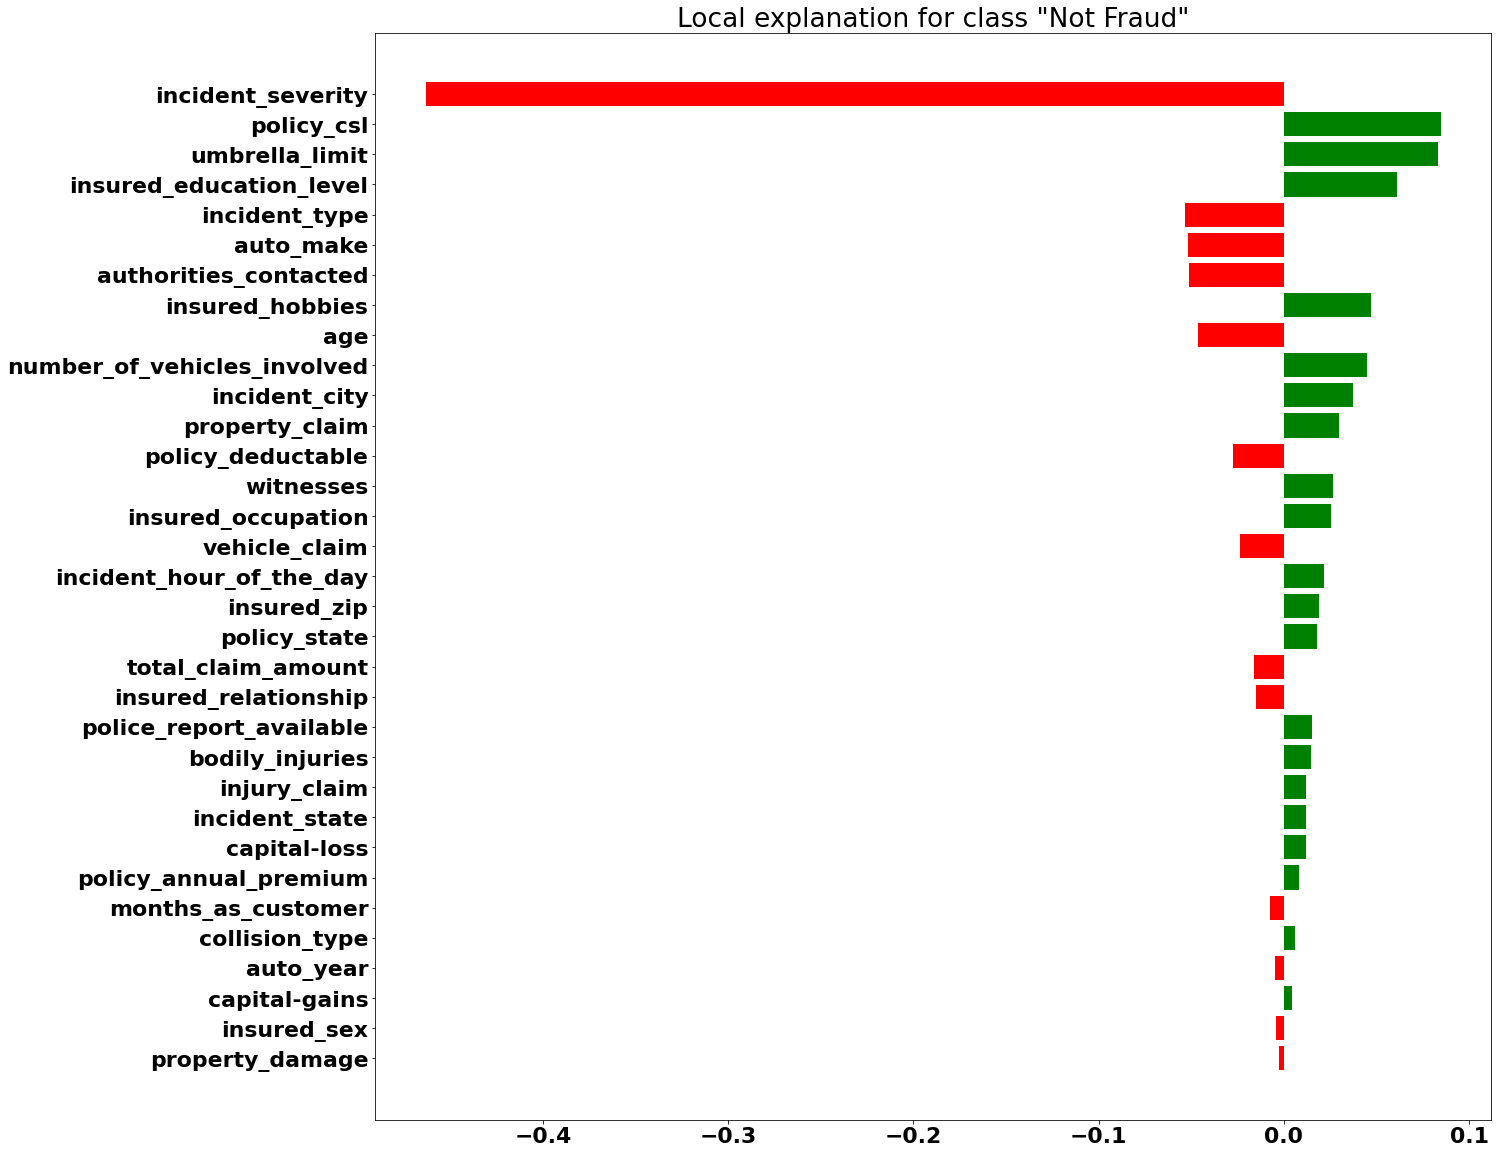 Local explanation for class "Not Fraud"
incident_severity
policy_csl
umbrella_limit
insured_education_level
incident_type
auto_make
authorities_contacted
insured_hobbies
age
number_of_vehicles_involved
incident_city
property_claim
policy_deductable
witnesses
insured_occupation
vehicle_claim
incident_hour_of_the_day
insured_zip
policy_state
total_claim_amount
insured_relationship
police_report_available
bodily_injuries
injury_claim
incident_state
capital-loss
policy_annual_premium
months_as_customer
collision_type
auto_year
capital-gains
insured_sex
property_damage
−0.4 −0.3 −0.2 −0.1 0.0 0.1